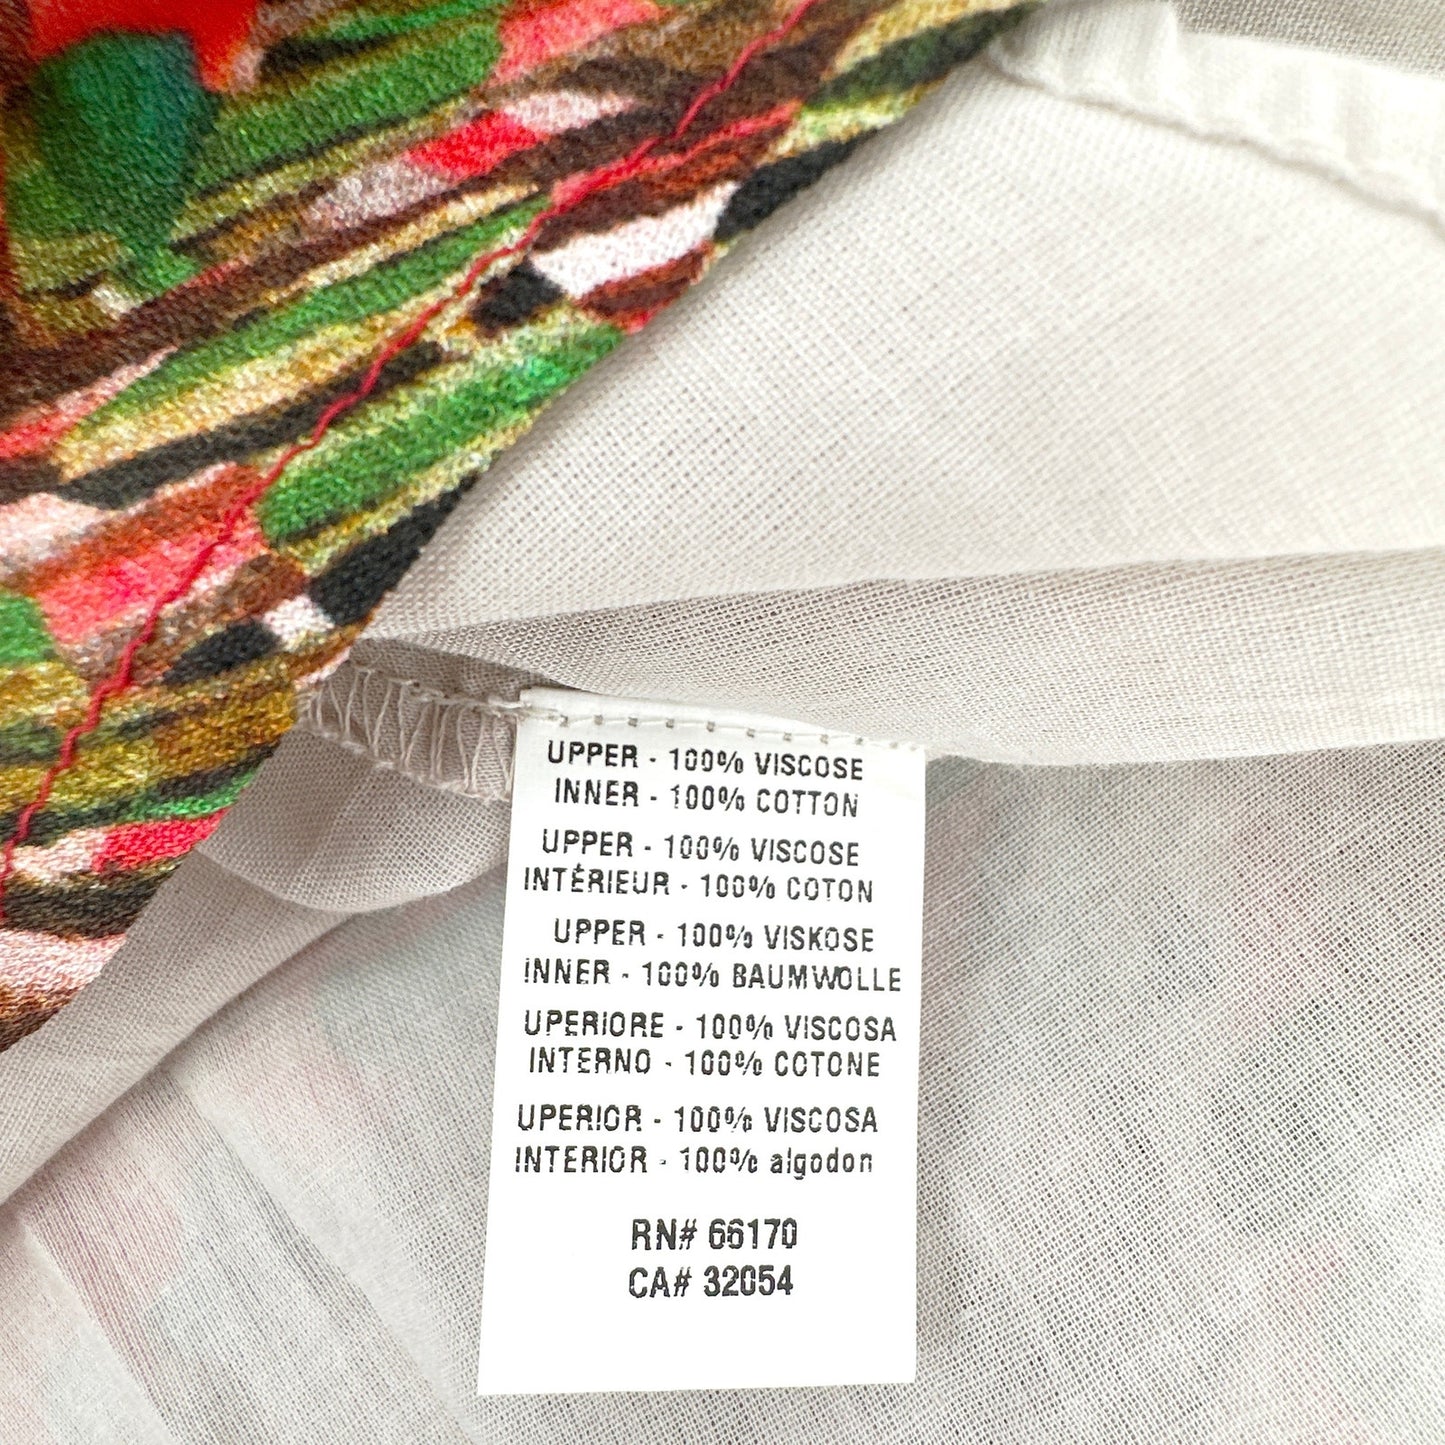 UPPER - 100% VISCOSE
INNER - 100% COTTON
UPPER - 100% VISCOSE
INTÉRIEUR - 100% COTON
UPPER - 100% VISKOSE
INNER - 100% BAUMWOLLE
UPERIORE - 100% VISCOSA
INTERNO - 100% COTONE
UPERIOR - 100% VISCOSA
INTERIOR - 100% algodon
RN# 66170
CA# 32054